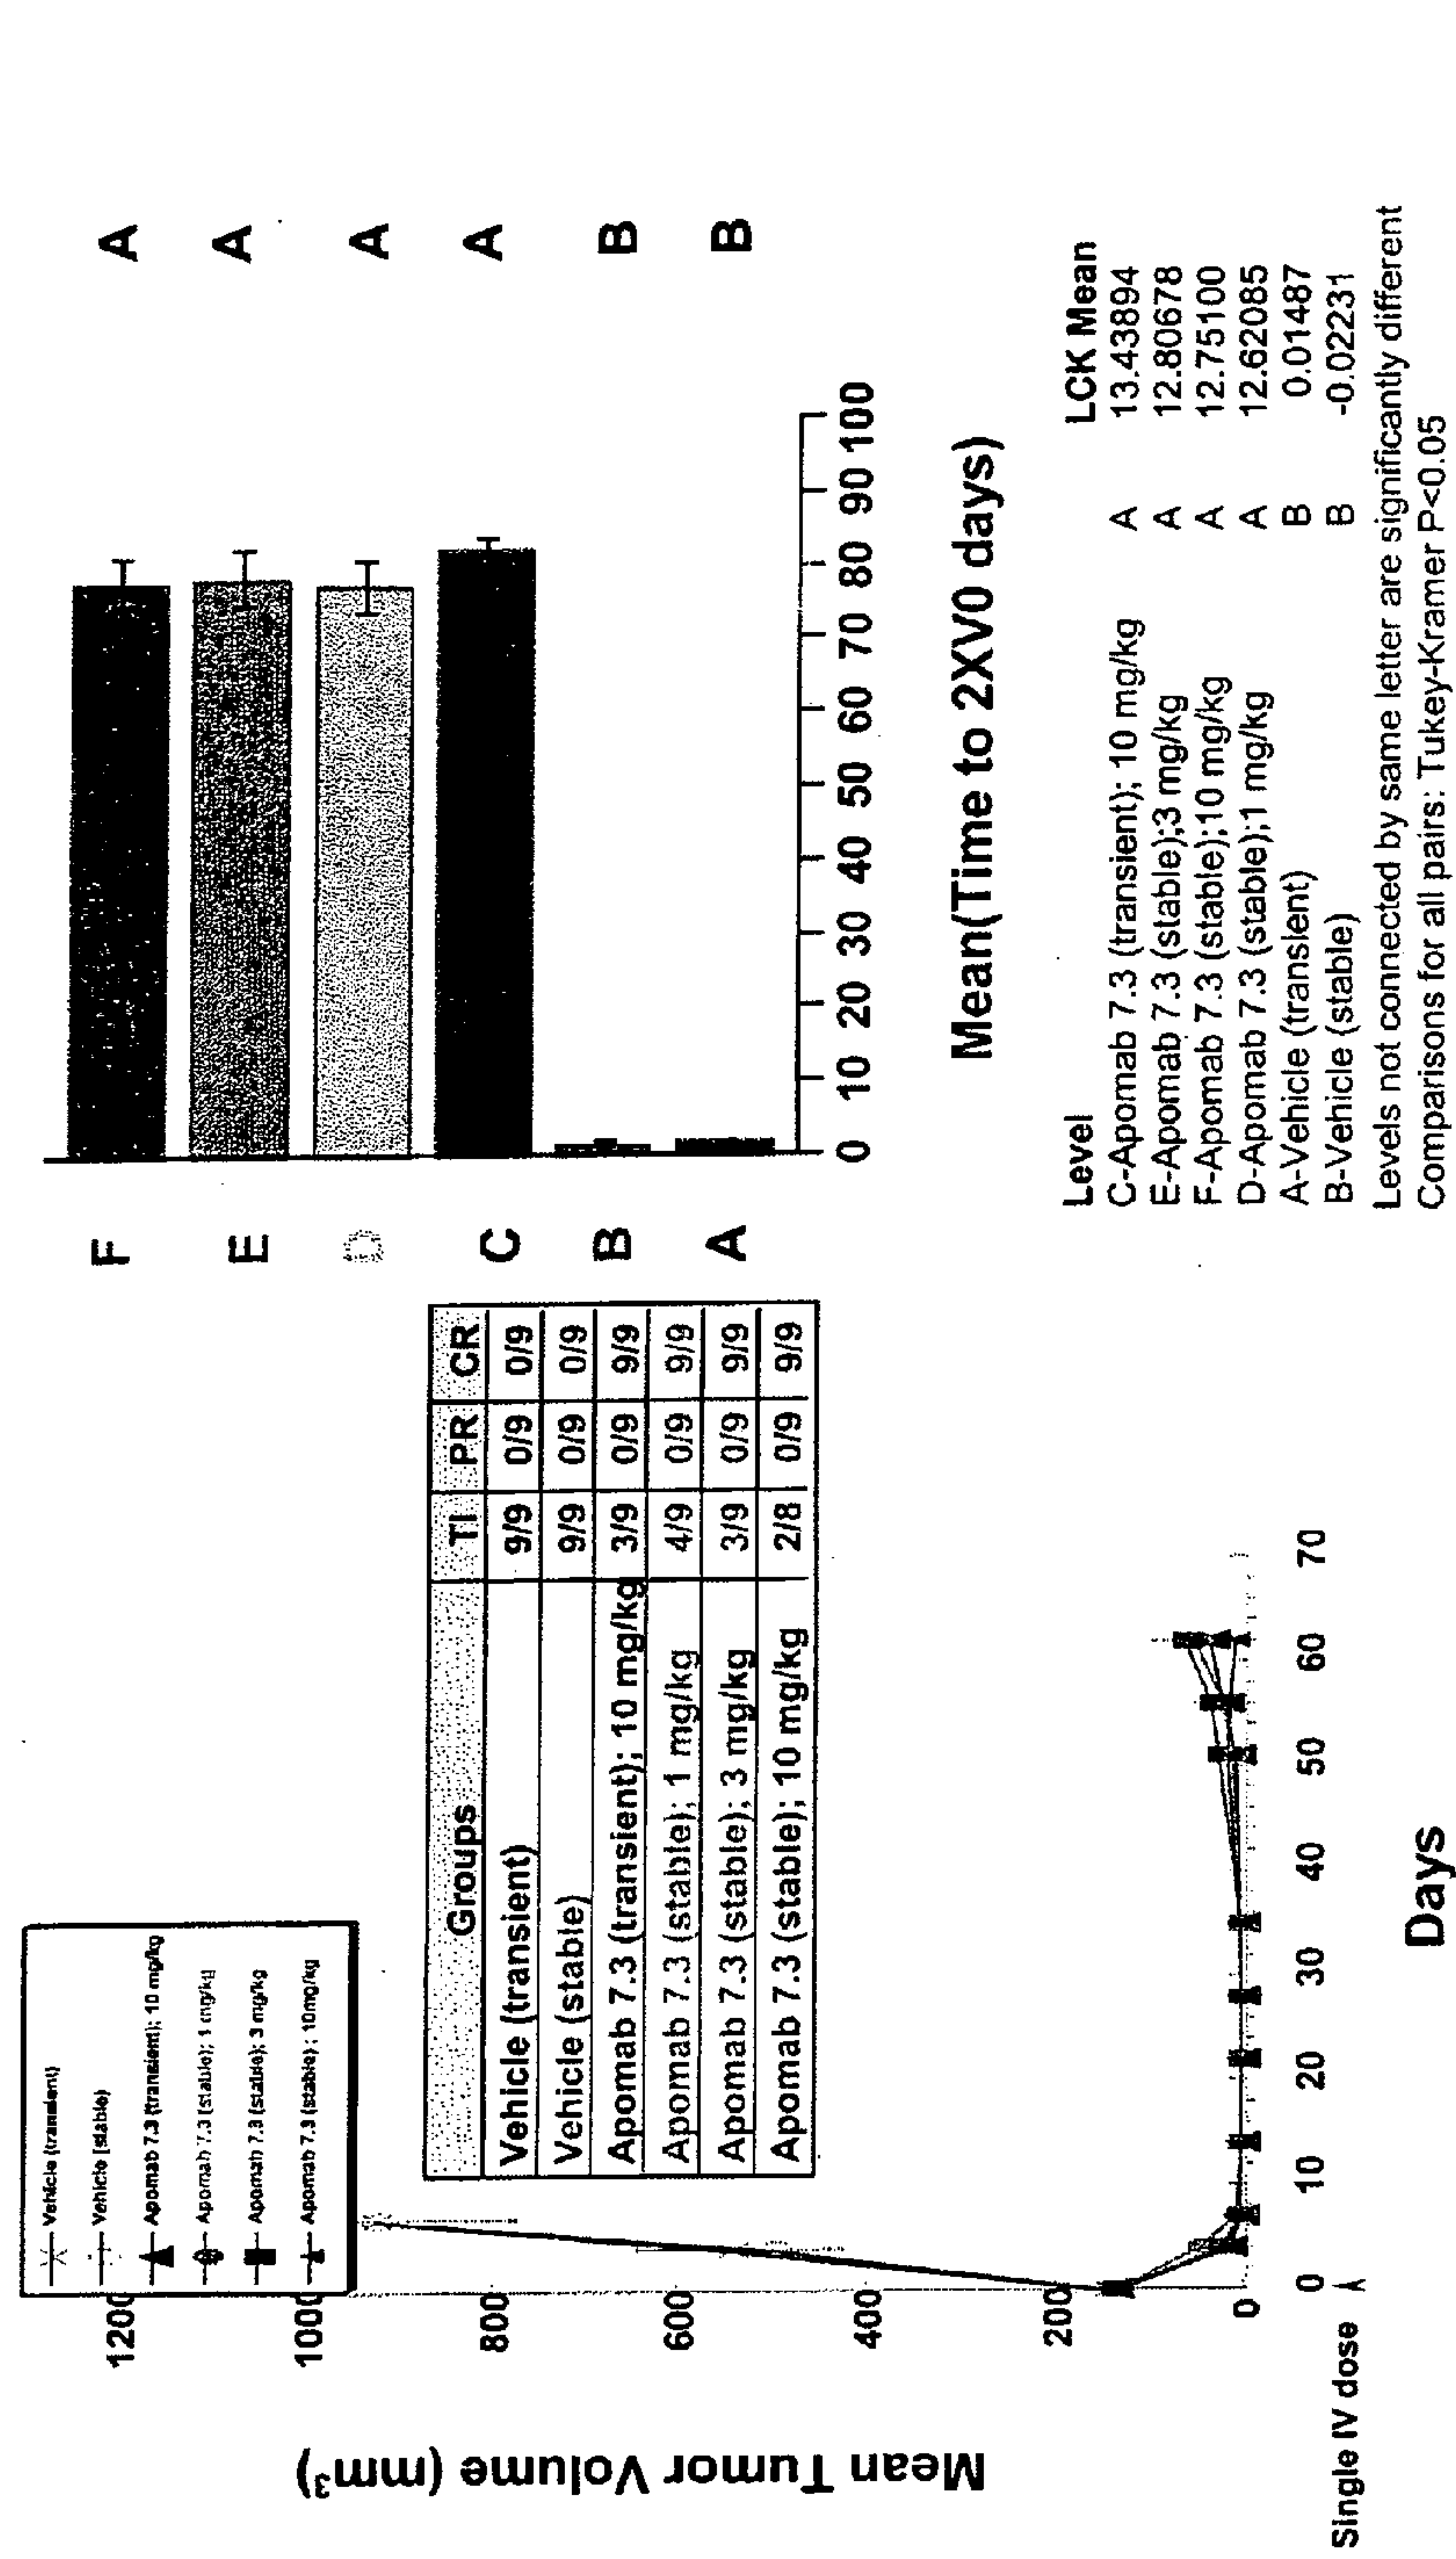 Mean Tumor Volume (mm³)
1200
1000
800
600
400
200
0
Vehicle (transient)
Vehicle (stable)
Apomab 7.3 (transient); 10 mg/kg
Apomab 7.3 (stable); 1 mg/kg
Apomab 7.3 (stable); 3 mg/kg
Apomab 7.3 (stable) ; 10mg/kg
Groups TI PR CR
Vehicle (transient) 9/9 0/9 0/9
Vehicle (stable) 9/9 0/9 0/9
Apomab 7.3 (transient); 10 mg/kg 3/9 0/9 9/9
Apomab 7.3 (stable); 1 mg/kg 4/9 0/9 9/9
Apomab 7.3 (stable); 3 mg/kg 3/9 0/9 9/9
Apomab 7.3 (stable); 10 mg/kg 2/8 0/9 9/9
0 10 20 30 40 50 60 70
Single IV dose
Days
F A
E A
D A
C A
B B
A B
0 10 20 30 40 50 60 70 80 90 100
Mean(Time to 2XV0 days)
Level LCK Mean
C-Apomab 7.3 (transient); 10 mg/kg A 13.43894
E-Apomab 7.3 (stable);3 mg/kg A 12.80678
F-Apomab 7.3 (stable);10 mg/kg A 12.75100
D-Apomab 7.3 (stable);1 mg/kg A 12.62085
A-Vehicle (transient) B 0.01487
B-Vehicle (stable) B -0.02231
Levels not connected by same letter are significantly different
Comparisons for all pairs: Tukey-Kramer P<0.05